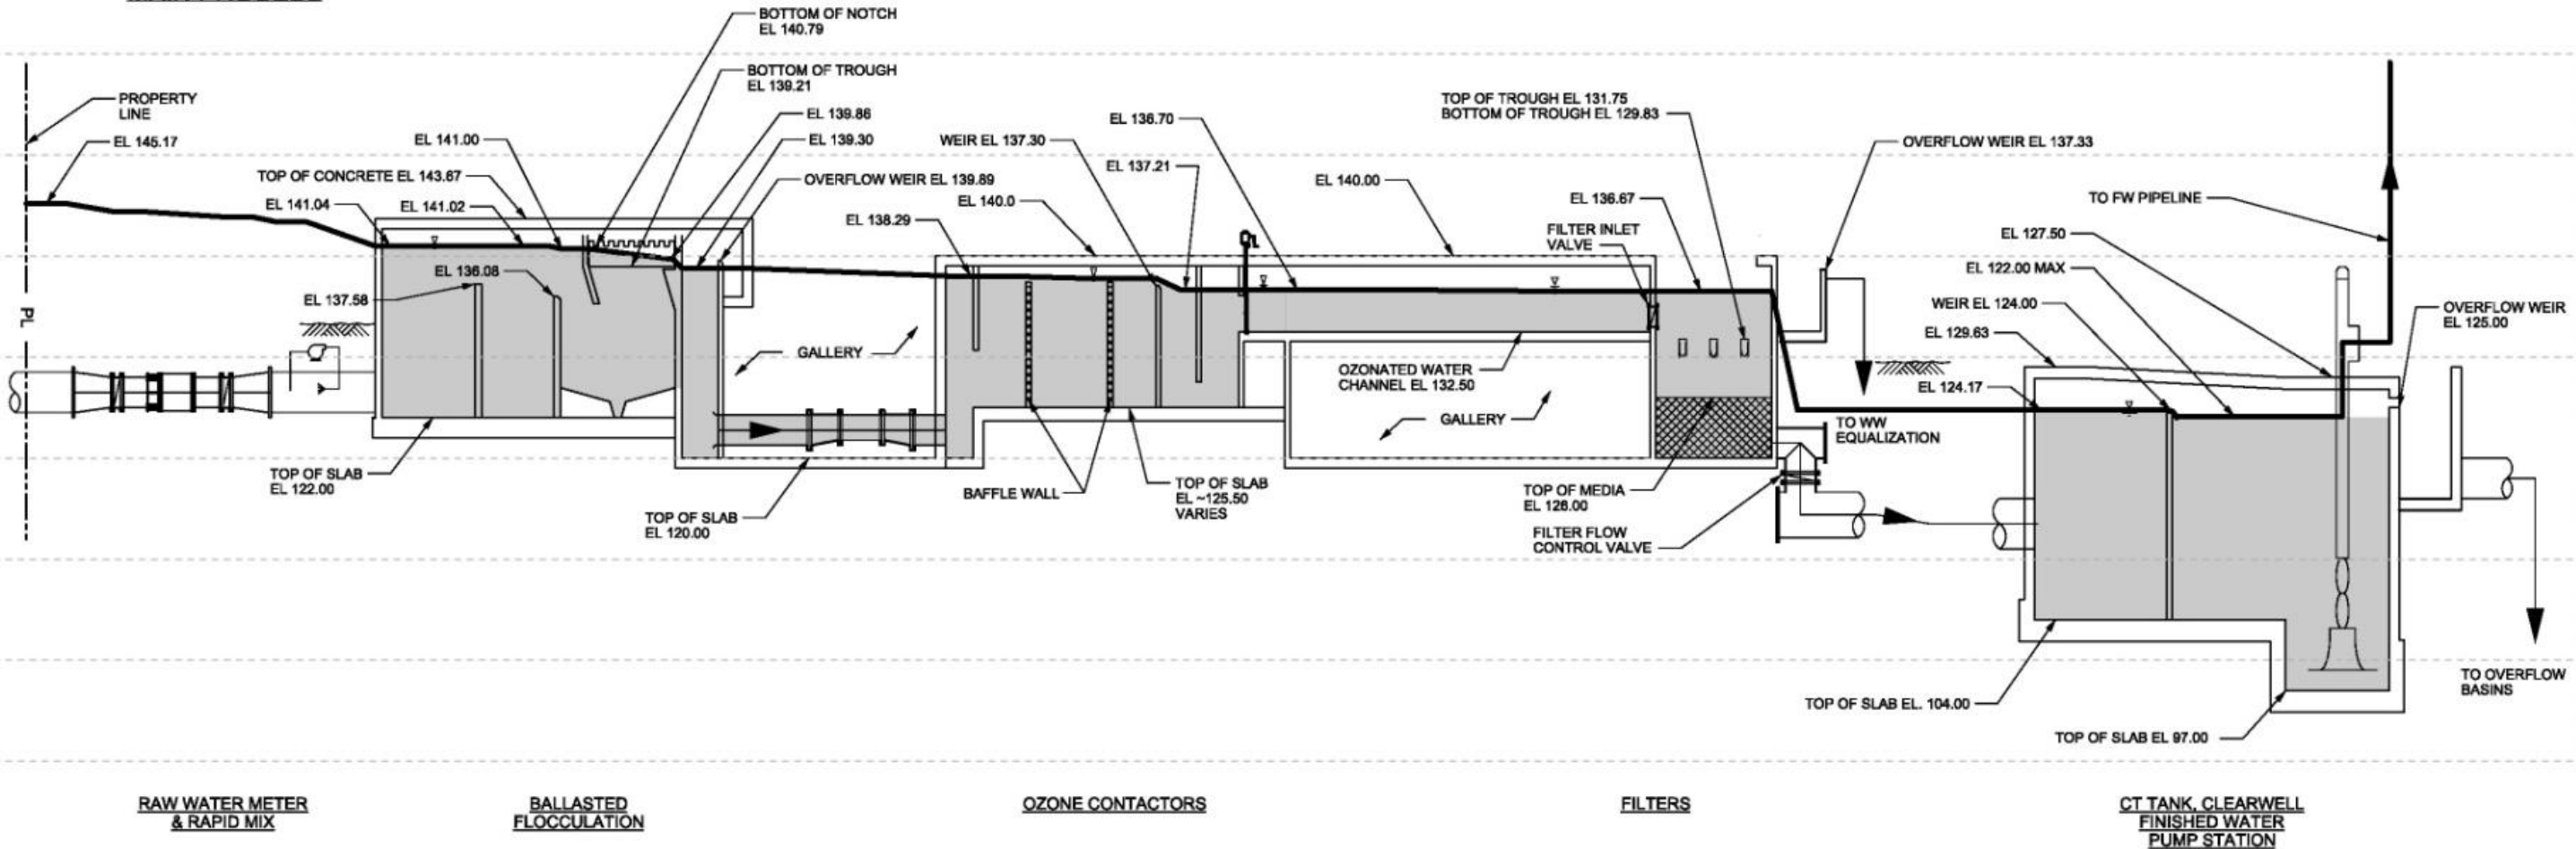 BOTTOM OF NOTCH
EL 140.79
BOTTOM OF TROUGH
EL 139.21
PROPERTY
LINE
EL 145.17
EL 141.00
EL 139.86
EL 139.30
TOP OF CONCRETE EL 143.67
EL 141.04
EL 141.02
OVERFLOW WEIR EL 139.89
EL 136.08
EL 137.58
PL
GALLERY
TOP OF SLAB
EL 122.00
TOP OF SLAB
EL 120.00
WEIR EL 137.30
EL 136.70
EL 137.21
EL 140.0
EL 138.29
BAFFLE WALL
TOP OF SLAB
EL ~125.50
VARIES
EL 140.00
TOP OF TROUGH EL 131.75
BOTTOM OF TROUGH EL 129.83
EL 136.67
FILTER INLET
VALVE
OZONATED WATER
CHANNEL EL 132.50
GALLERY
TOP OF MEDIA
EL 126.00
FILTER FLOW
CONTROL VALVE
OVERFLOW WEIR EL 137.33
TO WW
EQUALIZATION
TO FW PIPELINE
EL 127.50
EL 122.00 MAX
WEIR EL 124.00
EL 129.63
EL 124.17
OVERFLOW WEIR
EL 125.00
TOP OF SLAB EL. 104.00
TOP OF SLAB EL 97.00
TO OVERFLOW
BASINS
RAW WATER METER
& RAPID MIX
BALLASTED
FLOCCULATION
OZONE CONTACTORS
FILTERS
CT TANK, CLEARWELL
FINISHED WATER
PUMP STATION